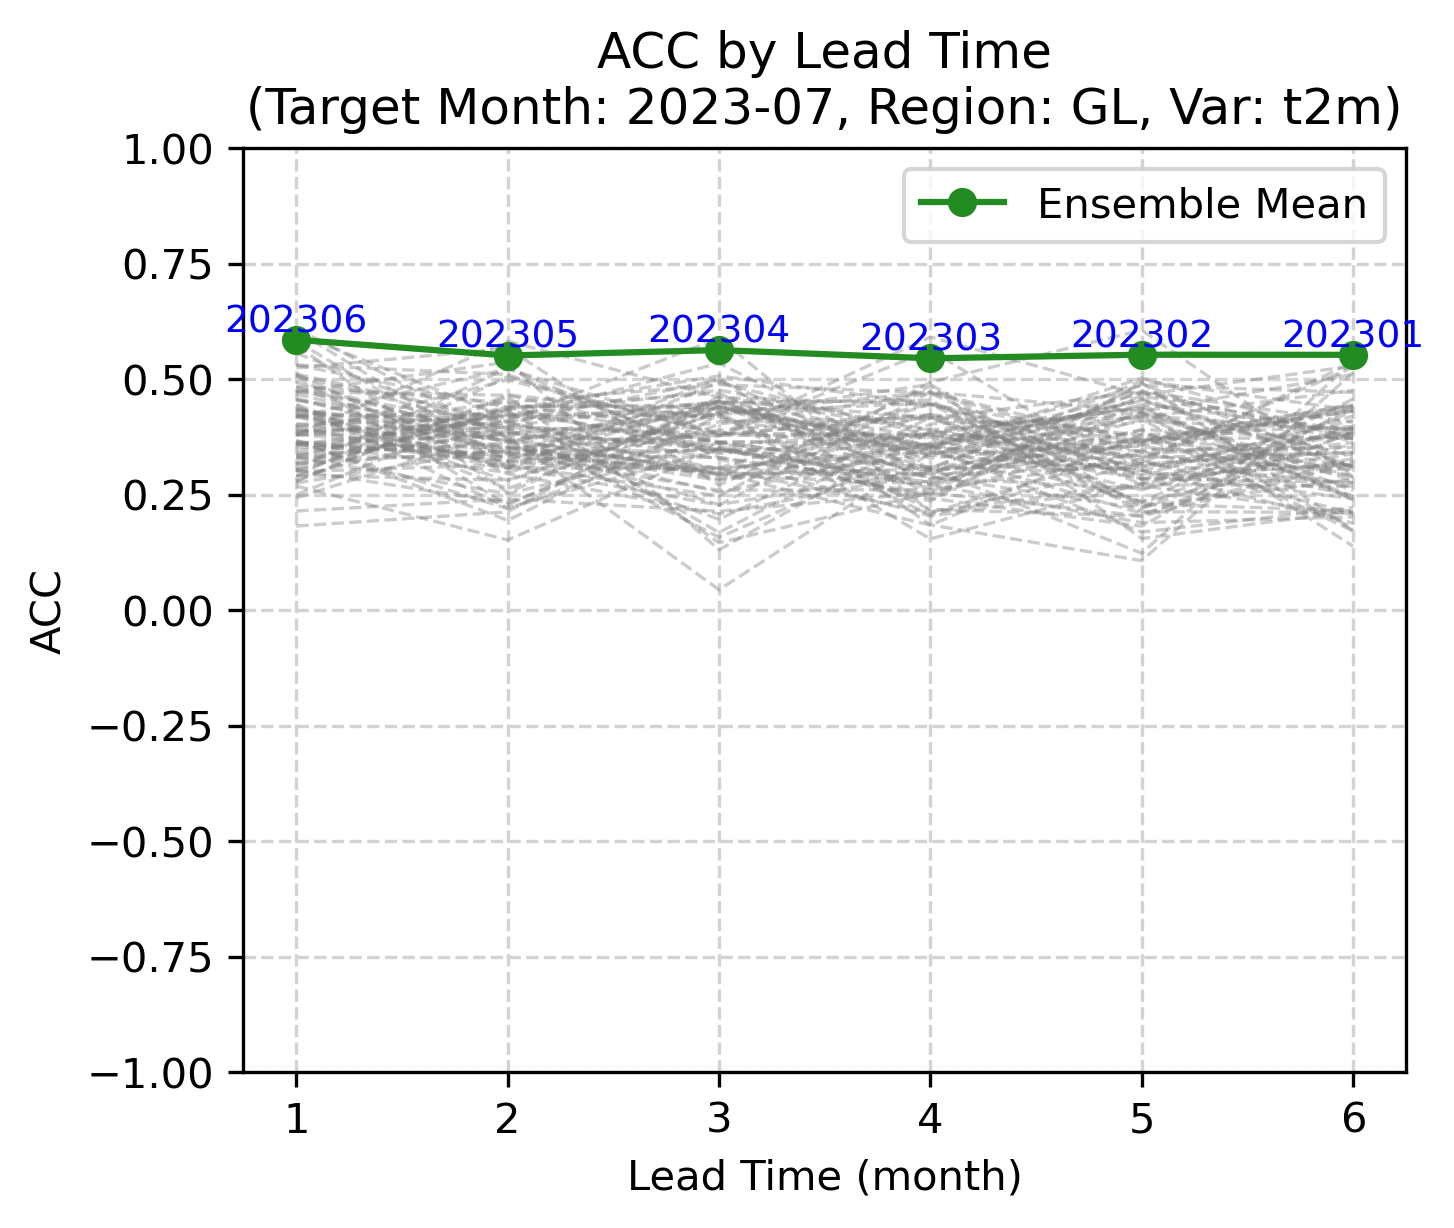 ACC by Lead Time
(Target Month: 2023-07, Region: GL, Var: t2m)
1.00
Ensemble Mean
0.75
202306
202305
202304
202303
202302
202301
0.50
0.25
0.00
−0.25
−0.50
−0.75
−1.00
ACC
1 2 3 4 5 6
Lead Time (month)